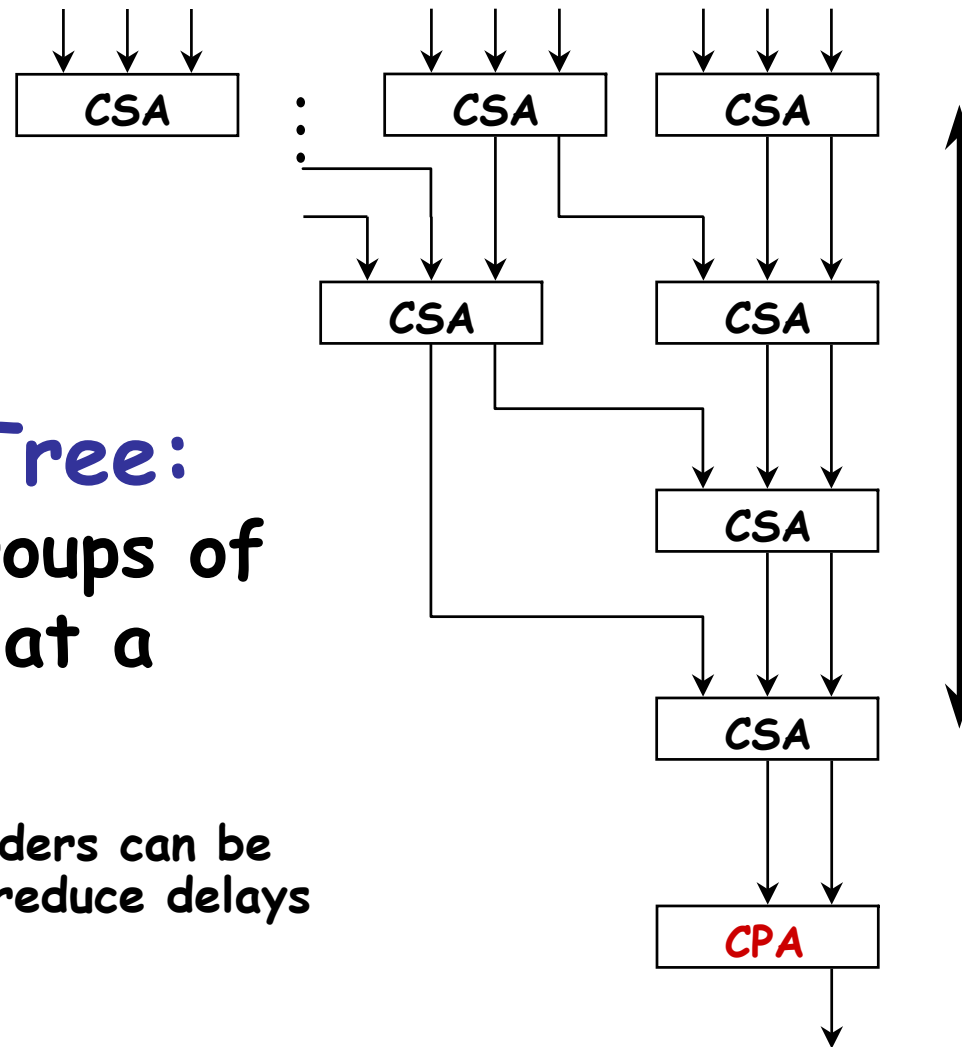 CSA CSA CSA
CSA CSA
Tree:
oups of
CSA
at a
CSA
ders can be
reduce delays
CPA